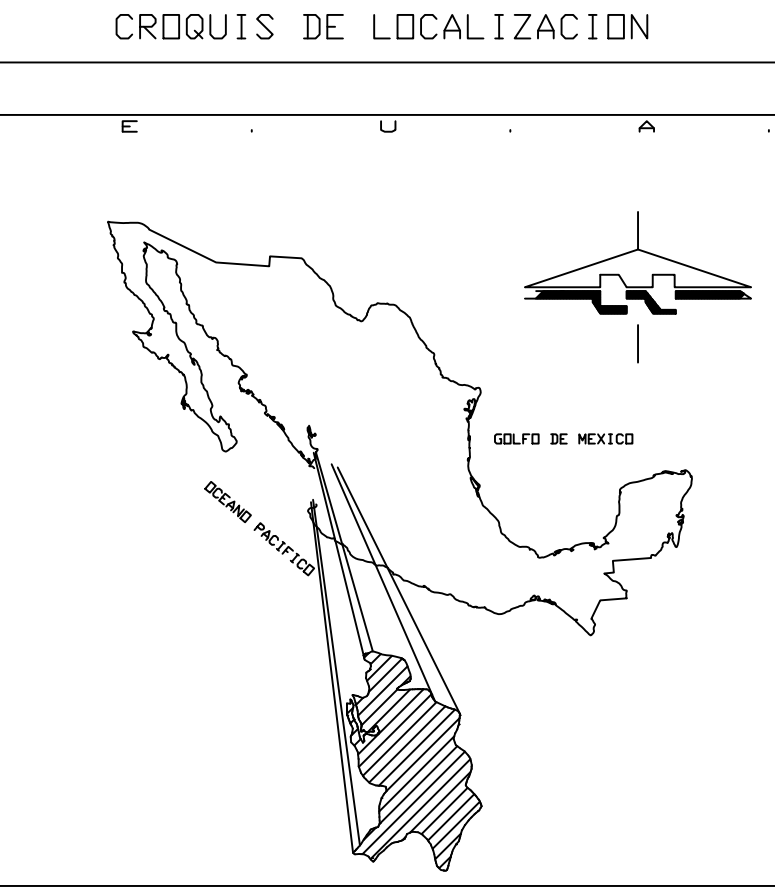 CROQUIS DE LOCALIZACION
E . U . A .
GOLFO DE MEXICO
OCEANO PACIFICO